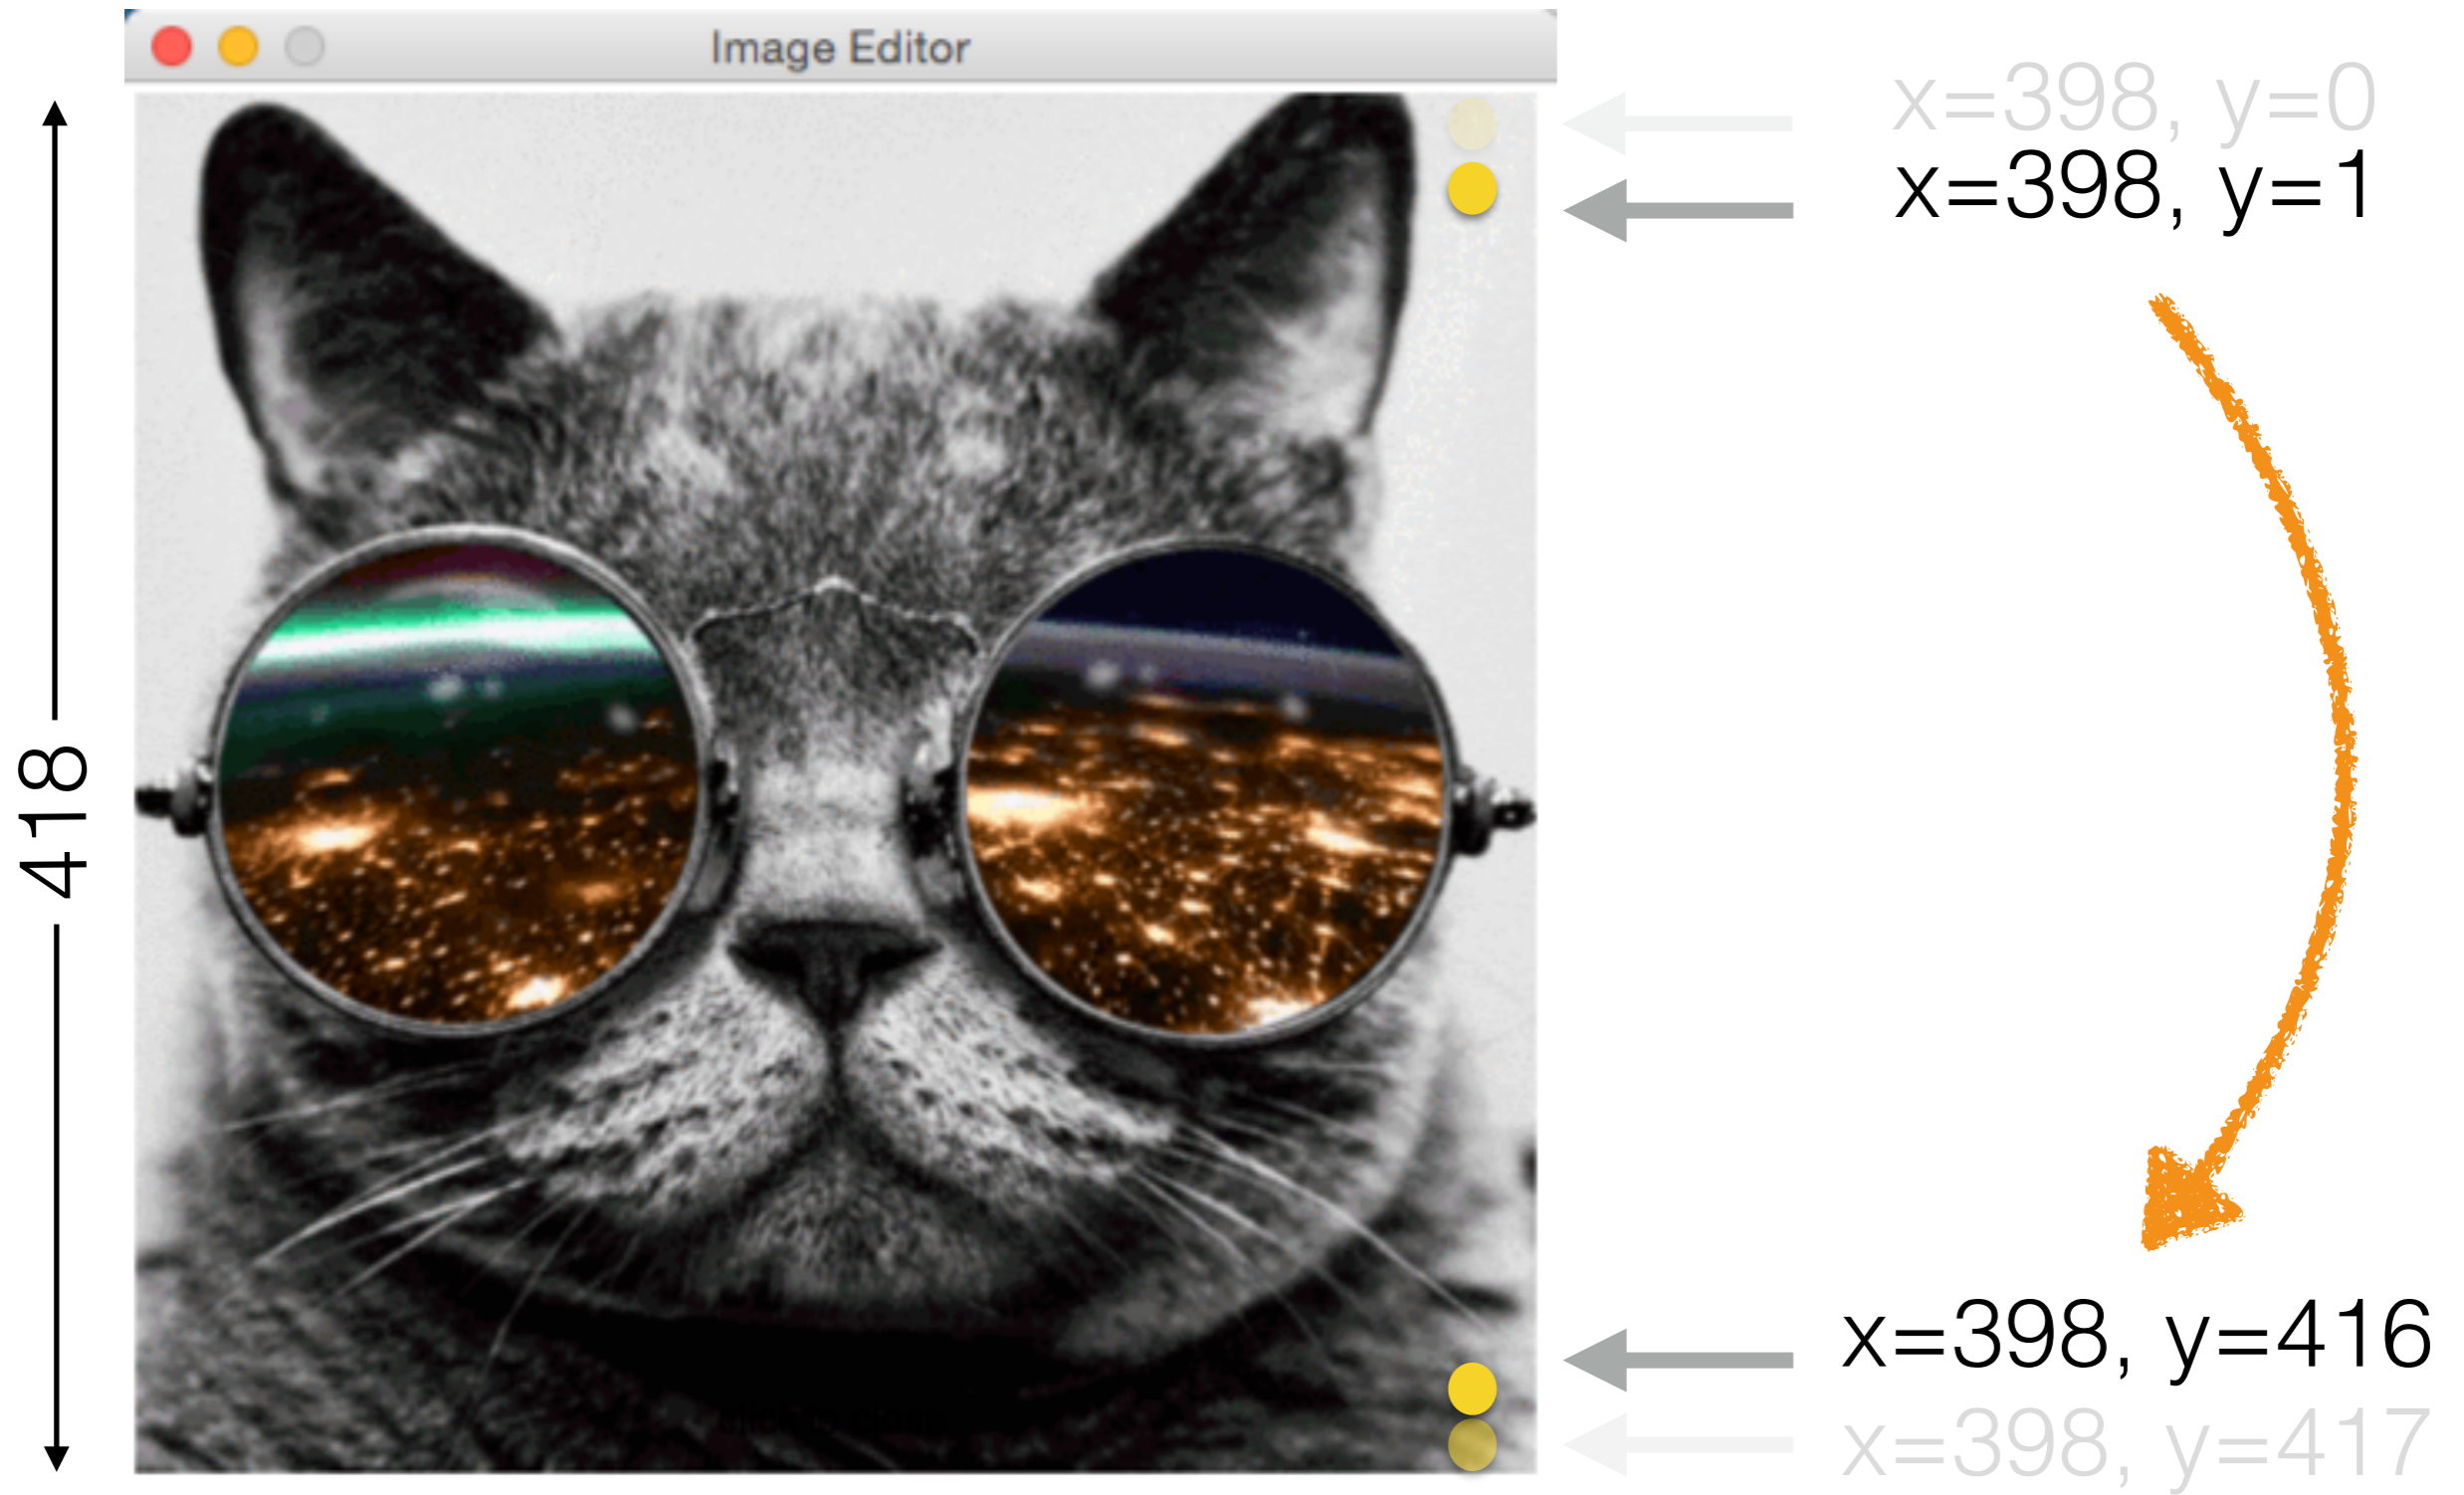 Image Editor
x=398, y=0
x=398, y=1
418
x=398, y=416
x=398, y=417